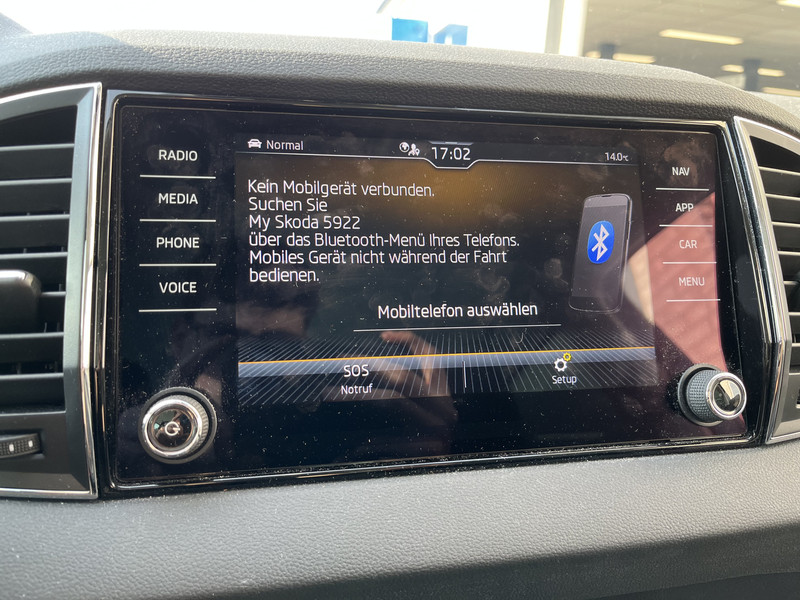 Normal
17:02
14.0°C
RADIO
MEDIA
PHONE
VOICE
Kein Mobilgerät verbunden.
Suchen Sie
My Skoda 5922
über das Bluetooth-Menü Ihres Telefons.
Mobiles Gerät nicht während der Fahrt
bedienen.
Mobiltelefon auswählen
SOS
Notruf
Setup
NAV
APP
CAR
MENU